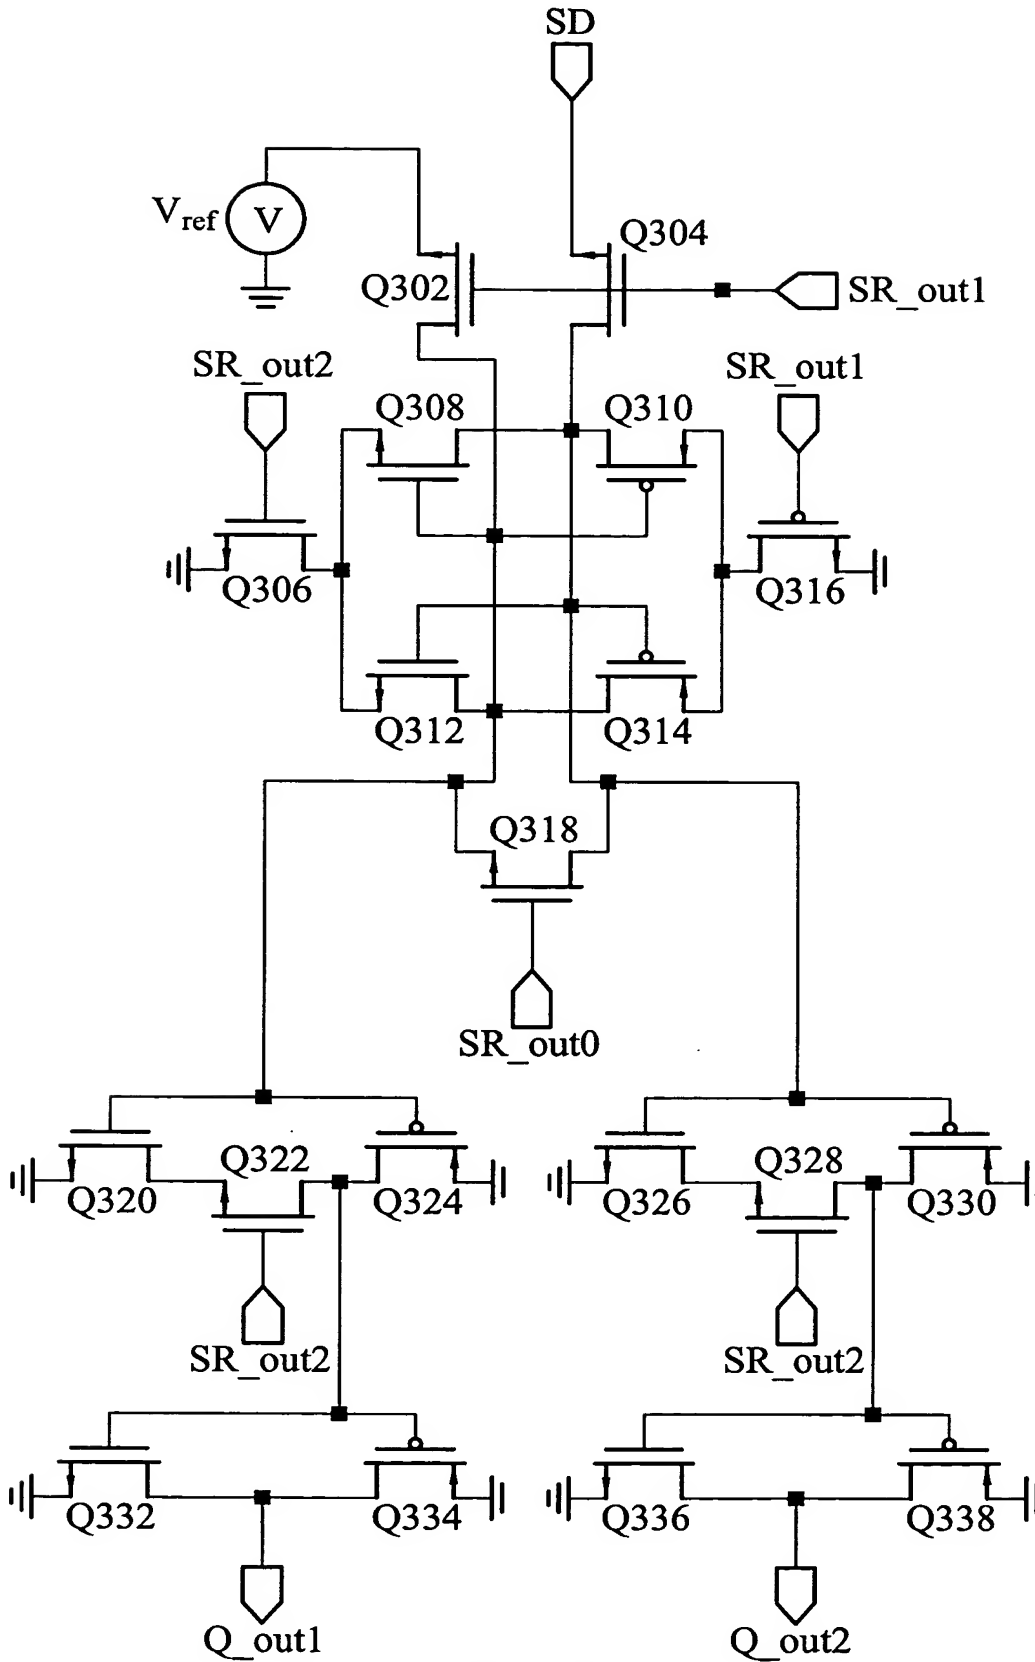 SD
V
Vref
Q304
Q302
SR_out1
SR_out2
SR_out1
Q308
Q310
Q306
Q316
Q312
Q314
Q318
SR_out0
Q322
Q328
Q320
Q324
Q326
Q330
SR_out2
SR_out2
Q332
Q334
Q336
Q338
Q_out1
Q_out2